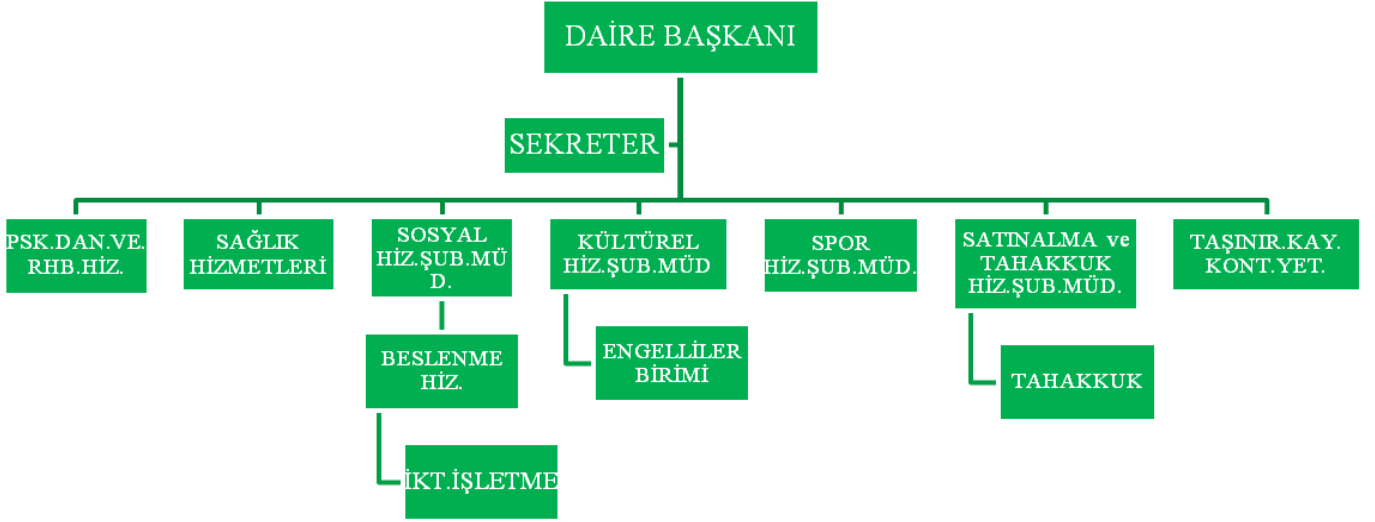 DAİRE BAŞKANI
SEKRETER
PSK.DAN.VE.
RHB.HİZ.
SAĞLIK
HİZMETLERİ
SOSYAL
HİZ.ŞUB.MÜ
D.
KÜLTÜREL
HİZ.ŞUB.MÜD
SPOR
HİZ.ŞUB.MÜD.
SATINALMA ve
TAHAKKUK
HİZ.ŞUB.MÜD.
TAŞINIR.KAY.
KONT.YET.
BESLENME
HİZ.
ENGELLİLER
BİRİMİ
TAHAKKUK
İKT.İŞLETME